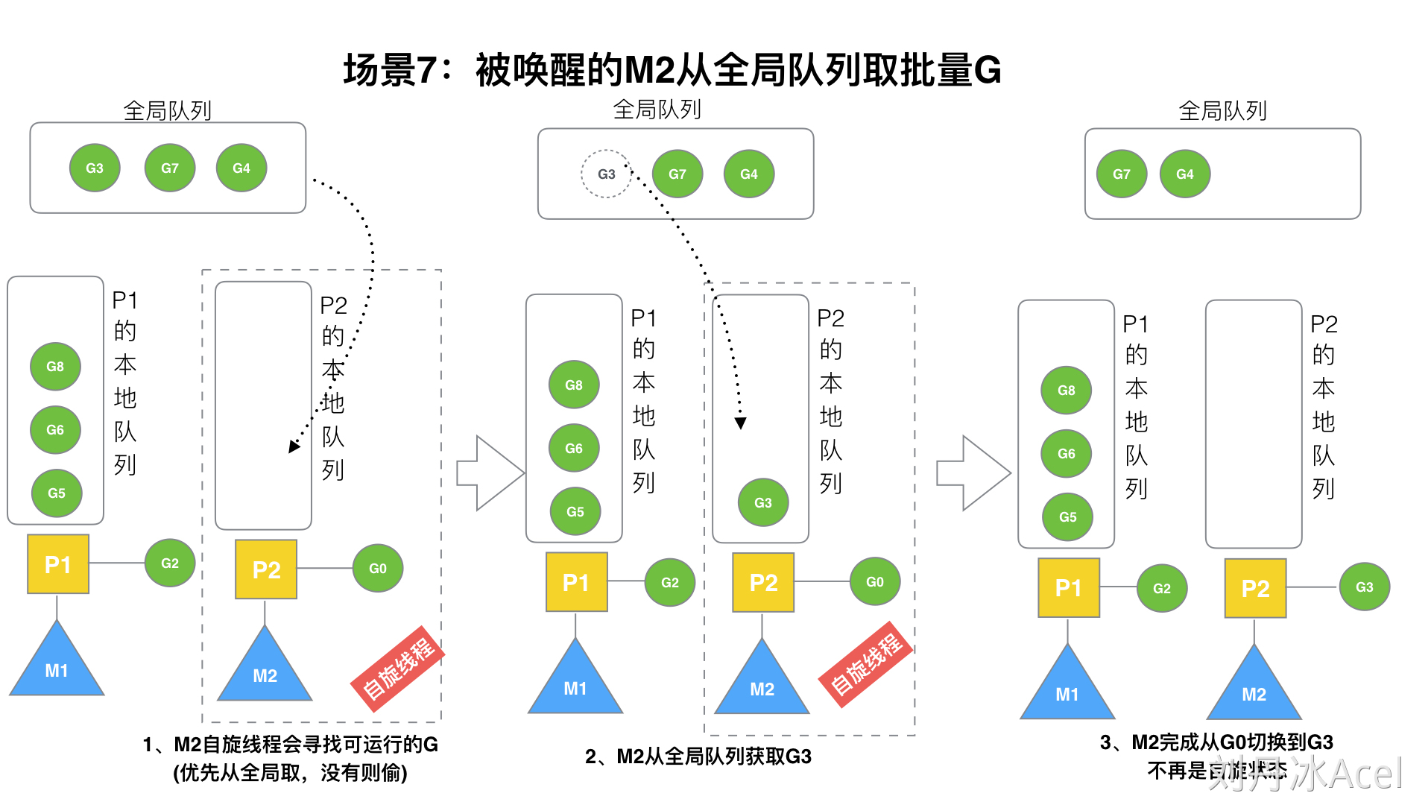 场景7：被唤醒的M2从全局队列取批量G
全局队列
G3 G7 G4
P1的本地队列
G8
G6
G5
P2的本地队列
P1
G2
P2
G0
M1
M2
自旋线程
1、M2自旋线程会寻找可运行的G
(优先从全局取，没有则偷)
全局队列
G3 G7 G4
P1的本地队列
G8
G6
G5
P2的本地队列
G3
P1
G2
P2
G0
M1
M2
自旋线程
2、M2从全局队列获取G3
全局队列
G7 G4
P1的本地队列
G8
G6
G5
P2的本地队列
P1
G2
P2
G3
M1
M2
3、M2完成从G0切换到G3
不再是自旋状态
刘丹冰Acel